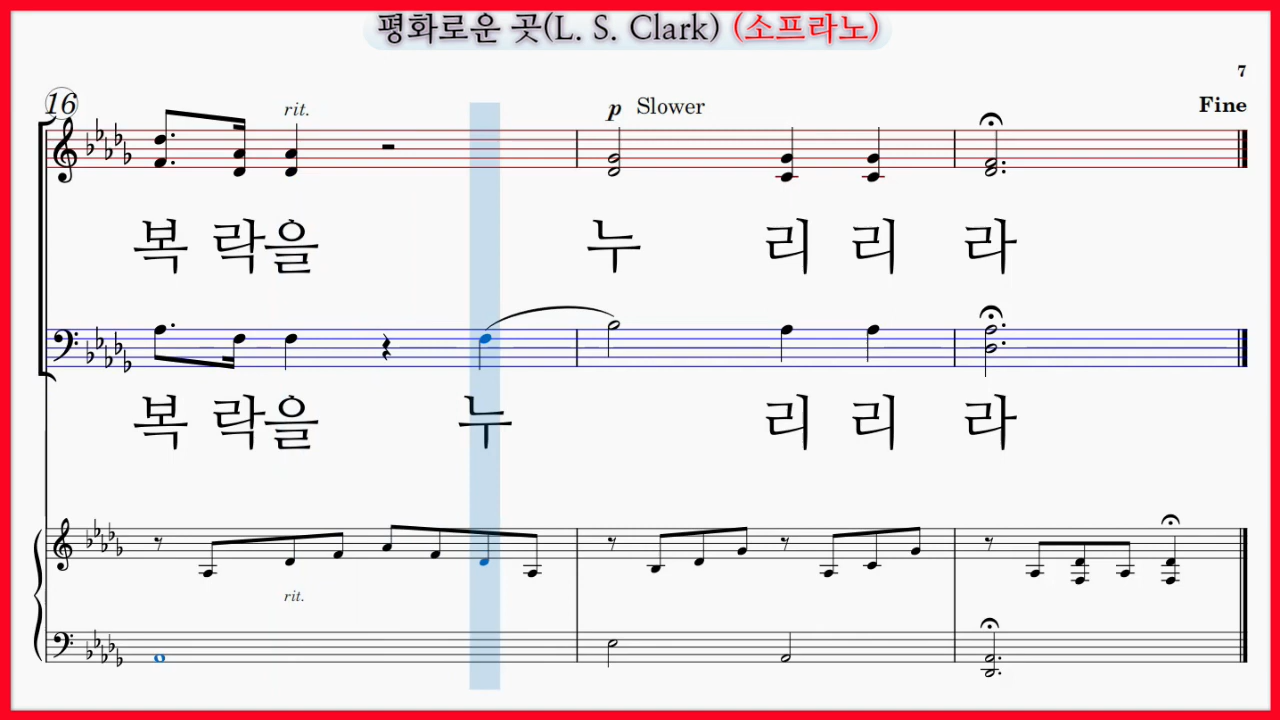 평화로운 곳(L. S. Clark) (소프라노)
7
16
rit.
p Slower
Fine
복 락을 누 리 리 라
복 락을 누 리 리 라
rit.